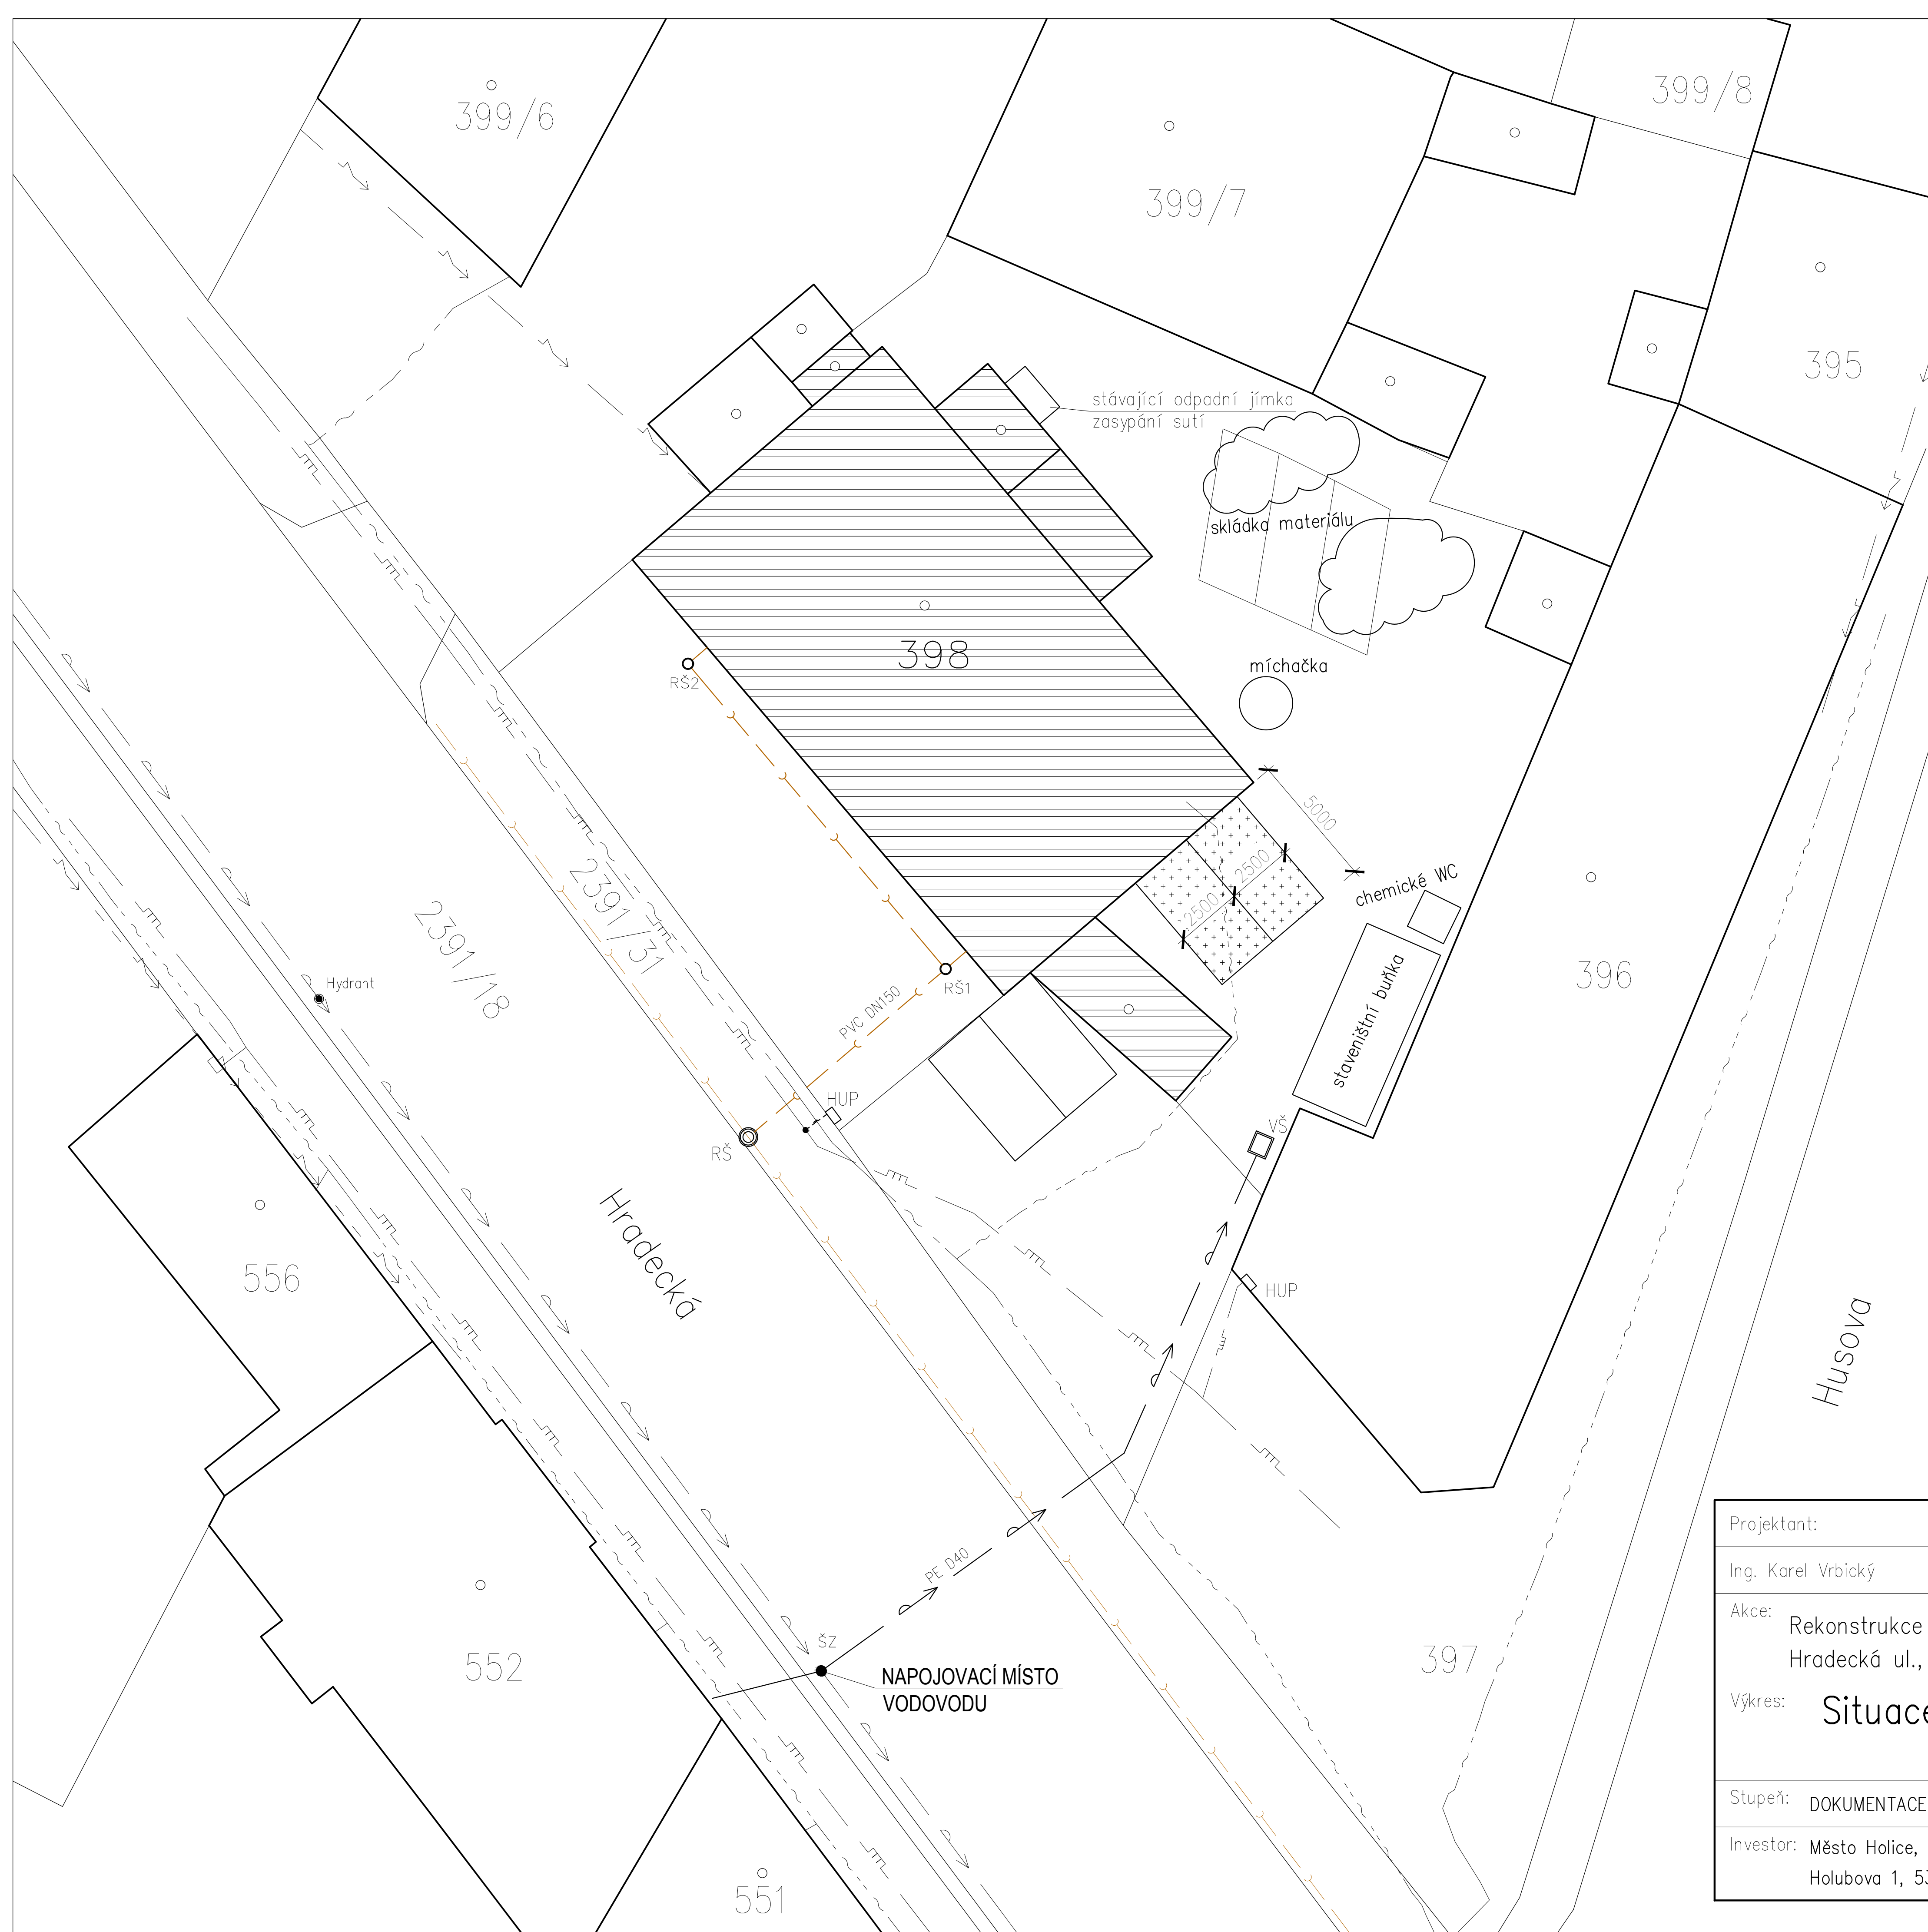 399/6
399/8
399/7
395
stávající odpadní jímka
zasypání sutí
skládka materiálu
398
míchačka
RŠ2
5000
2500
2500
chemické WC
2391/31
2391/18
Hydrant
RŠ1
PVC DN150
staveništní buňka
396
HUP
VŠ
RŠ
Hradecká
556
HUP
Husova
PE D40
ŠZ
552
NAPOJOVACÍ MÍSTO
VODOVODU
397
551
Projektant:
Ing. Karel Vrbický
Akce:
Rekonstrukce
Hradecká ul.,
Výkres:
Situace
Stupeň:
DOKUMENTACE
Investor:
Město Holice,
Holubova 1, 53